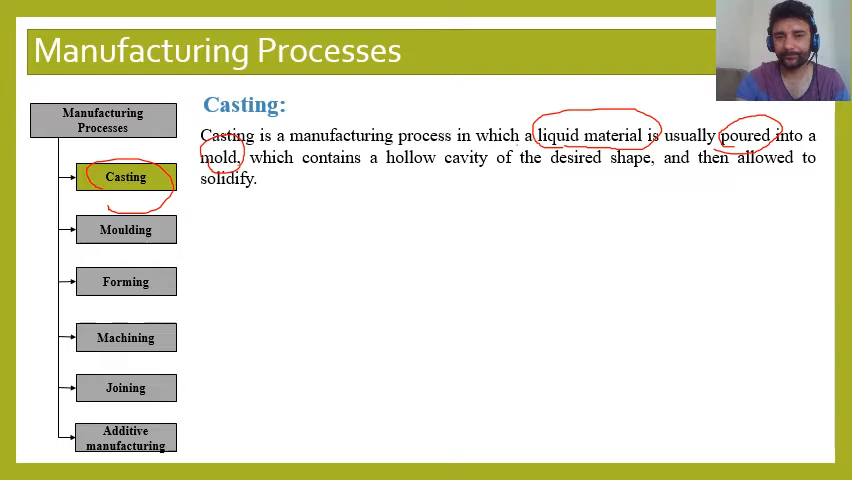 Manufacturing Processes
Manufacturing
Processes
Casting
Moulding
Forming
Machining
Joining
Additive
manufacturing
Casting:
Casting is a manufacturing process in which a liquid material is usually poured into a
mold, which contains a hollow cavity of the desired shape, and then allowed to
solidify.